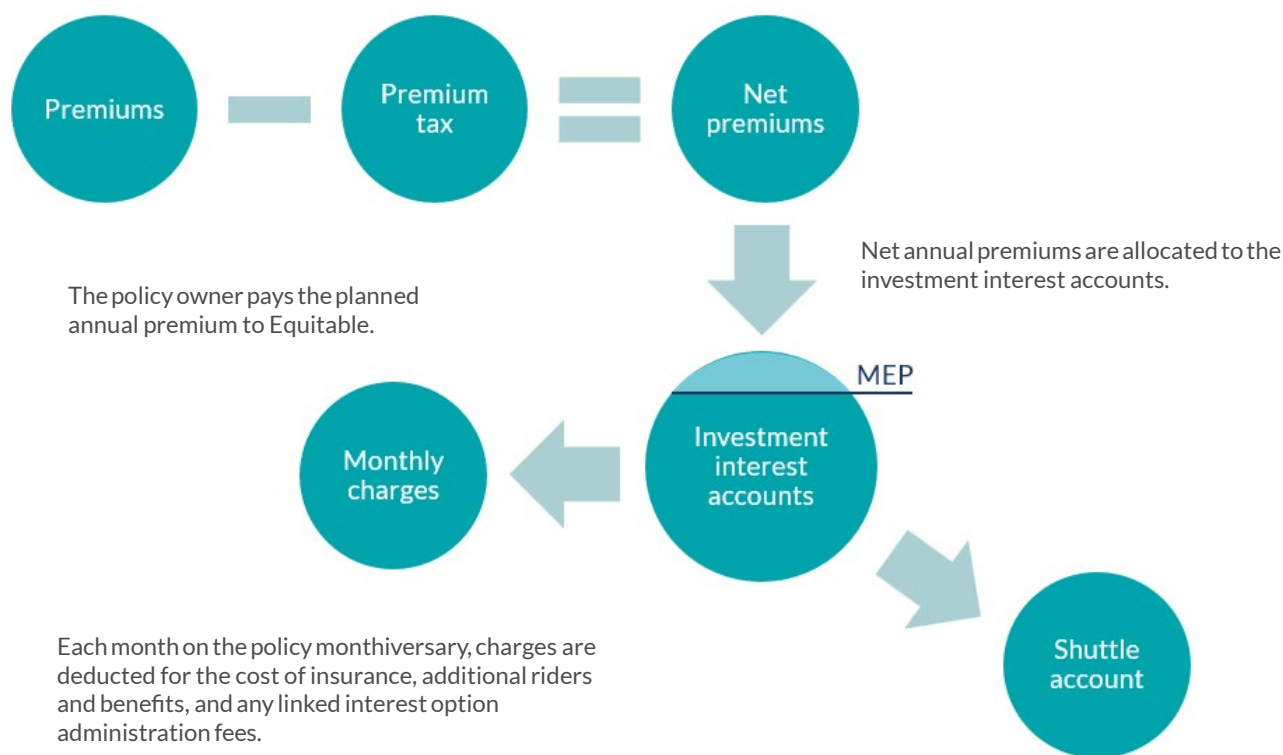 Premiums
Premium
tax
Net
premiums
The policy owner pays the planned
annual premium to Equitable.
Net annual premiums are allocated to the
investment interest accounts.
MEP
Monthly
charges
Investment
interest
accounts
Each month on the policy monthiversary, charges are
deducted for the cost of insurance, additional riders
and benefits, and any linked interest option
administration fees.
Shuttle
account